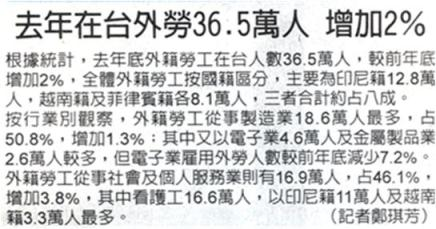 去年在台外勞36.5萬人 增加2%
根據統計，去年底外籍勞工在台人數36.5萬人，較前年底
增加2%，全體外籍勞工按國籍區分，主要為印尼籍12.8萬
人，越南籍及菲律賓籍各8.1萬人，三者合計約占八成。
按行業別觀察，外籍勞工從事製造業18.6萬人最多，占
50.8%，增加1.3%；其中又以電子業4.6萬人及金屬製品業
2.6萬人較多，但電子業雇用外勞人數較前年底減少7.2%。
外籍勞工從事社會及個人服務業則有16.9萬人，占46.1%，
增加3.8%，其中看護工16.6萬人，以印尼籍11萬人及越南
籍3.3萬人最多。 （記者鄭琪芳）